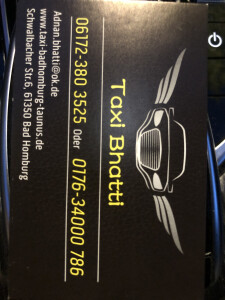 Taxi Bhatti
06172-380 3525 Oder 0176-34000 786
Adnan.bhatti@ok.de
www.taxi-badhomburg-taunus.de
Schwalbacher Str.6, 61350 Bad Homburg